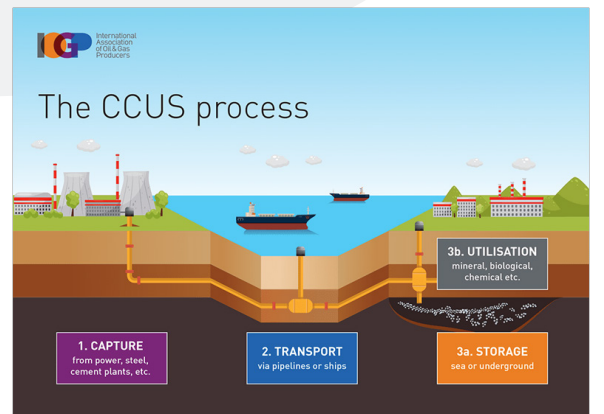 IOGP
International
Association
of Oil & Gas
Producers
The CCUS process
3b. UTILISATION
mineral, biological,
chemical etc.
1. CAPTURE
from power, steel,
cement plants, etc.
2. TRANSPORT
via pipelines or ships
3a. STORAGE
sea or underground